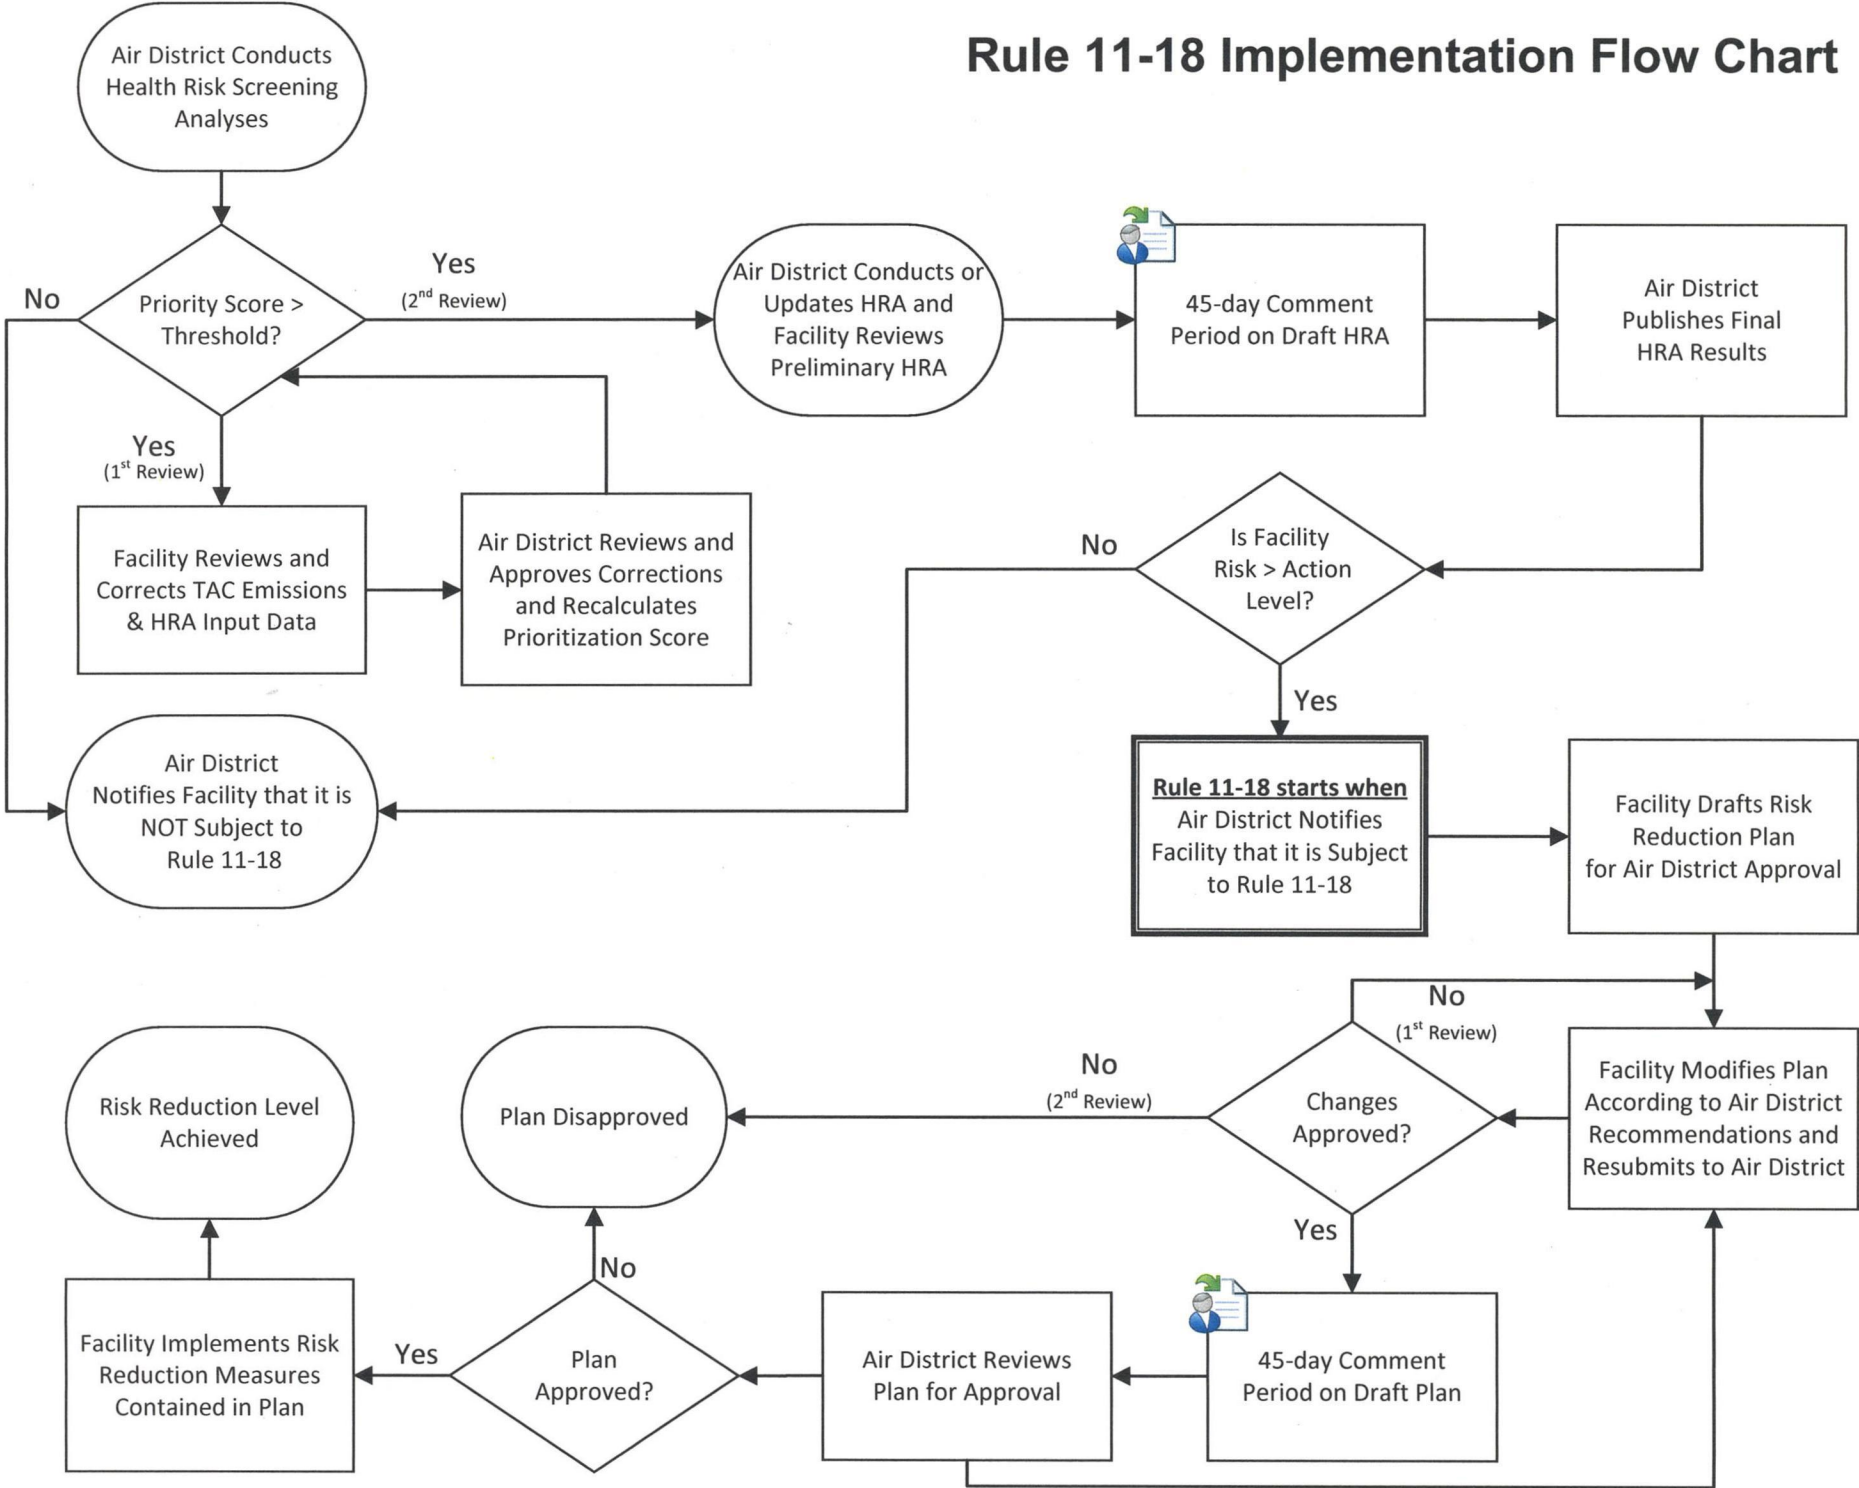 Rule 11-18 Implementation Flow Chart
Air District Conducts
Health Risk Screening
Analyses
Priority Score >
Threshold?
No
Yes
(2nd Review)
Yes
(1st Review)
Air District Conducts or
Updates HRA and
Facility Reviews
Preliminary HRA
45-day Comment
Period on Draft HRA
Air District
Publishes Final
HRA Results
Facility Reviews and
Corrects TAC Emissions
& HRA Input Data
Air District Reviews and
Approves Corrections
and Recalculates
Prioritization Score
Is Facility
Risk > Action
Level?
No
Yes
Air District
Notifies Facility that it is
NOT Subject to
Rule 11-18
Rule 11-18 starts when
Air District Notifies
Facility that it is Subject
to Rule 11-18
Facility Drafts Risk
Reduction Plan
for Air District Approval
No
(1st Review)
Facility Modifies Plan
According to Air District
Recommendations and
Resubmits to Air District
Changes
Approved?
No
(2nd Review)
Yes
Plan Disapproved
Risk Reduction Level
Achieved
45-day Comment
Period on Draft Plan
Air District Reviews
Plan for Approval
Plan
Approved?
No
Yes
Facility Implements Risk
Reduction Measures
Contained in Plan